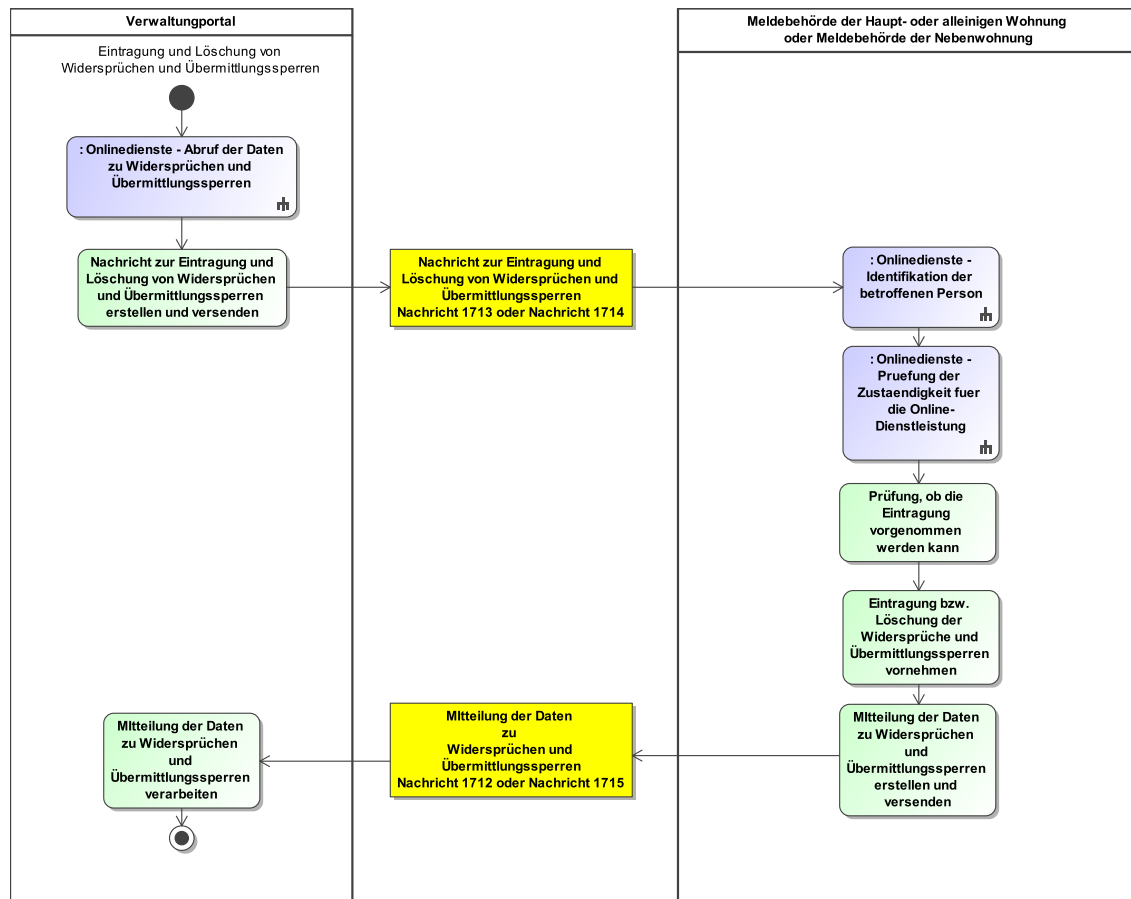 Verwaltungportal
Meldebehörde der Haupt- oder alleinigen Wohnung
oder Meldebehörde der Nebenwohnung
Eintragung und Löschung von
Widersprüchen und Übermittlungssperren
: Onlinedienste - Abruf der Daten
zu Widersprüchen und
Übermittlungssperren
Nachricht zur Eintragung und
Löschung von Widersprüchen
und Übermittlungssperren
erstellen und versenden
Nachricht zur Eintragung und
Löschung von Widersprüchen und
Übermittlungssperren
Nachricht 1713 oder Nachricht 1714
: Onlinedienste -
Identifikation der
betroffenen Person
: Onlinedienste -
Pruefung der
Zustaendigkeit fuer
die Online-
Dienstleistung
Prüfung, ob die
Eintragung
vorgenommen
werden kann
Eintragung bzw.
Löschung der
Widersprüche und
Übermittlungssperren
vornehmen
MItteilung der Daten
zu Widersprüchen
und
Übermittlungssperren
erstellen und
versenden
MItteilung der Daten
zu
Widersprüchen und
Übermittlungssperren
Nachricht 1712 oder Nachricht 1715
MItteilung der Daten
zu Widersprüchen
und
Übermittlungssperren
verarbeiten